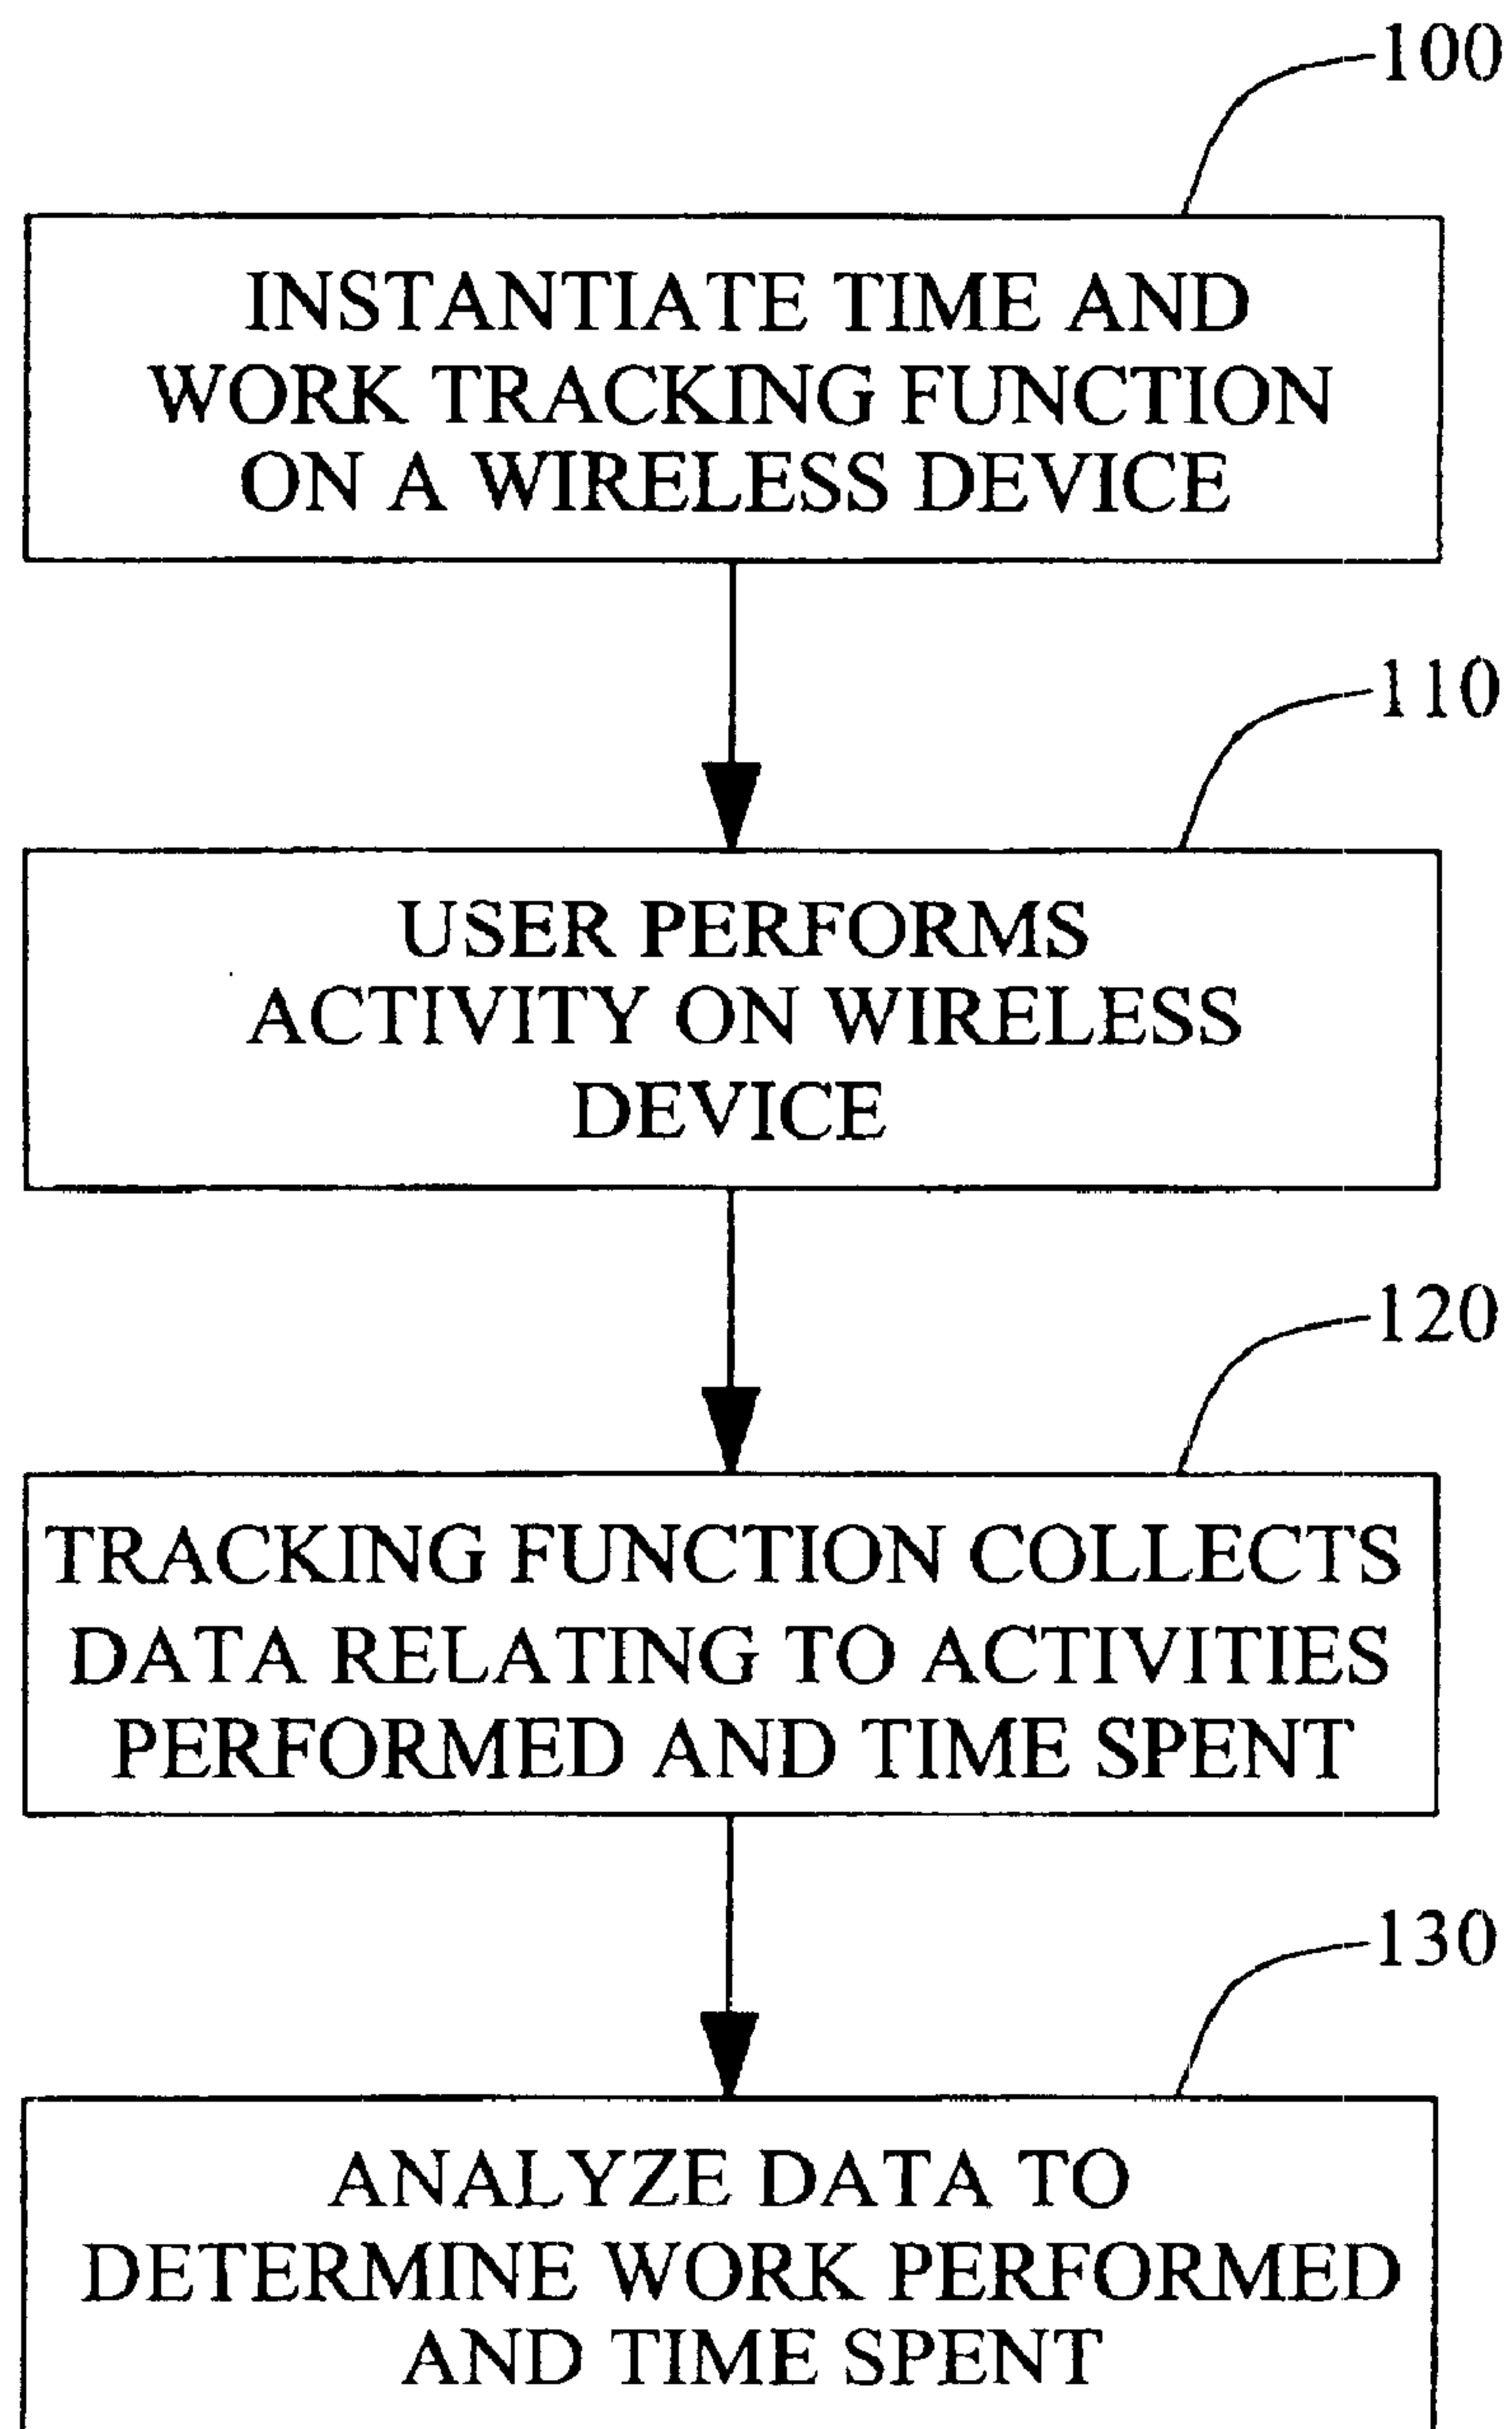 100
INSTANTIATE TIME AND
WORK TRACKING FUNCTION
ON A WIRELESS DEVICE
110
USER PERFORMS
ACTIVITY ON WIRELESS
DEVICE
120
TRACKING FUNCTION COLLECTS
DATA RELATING TO ACTIVITIES
PERFORMED AND TIME SPENT
130
ANALYZE DATA TO
DETERMINE WORK PERFORMED
AND TIME SPENT